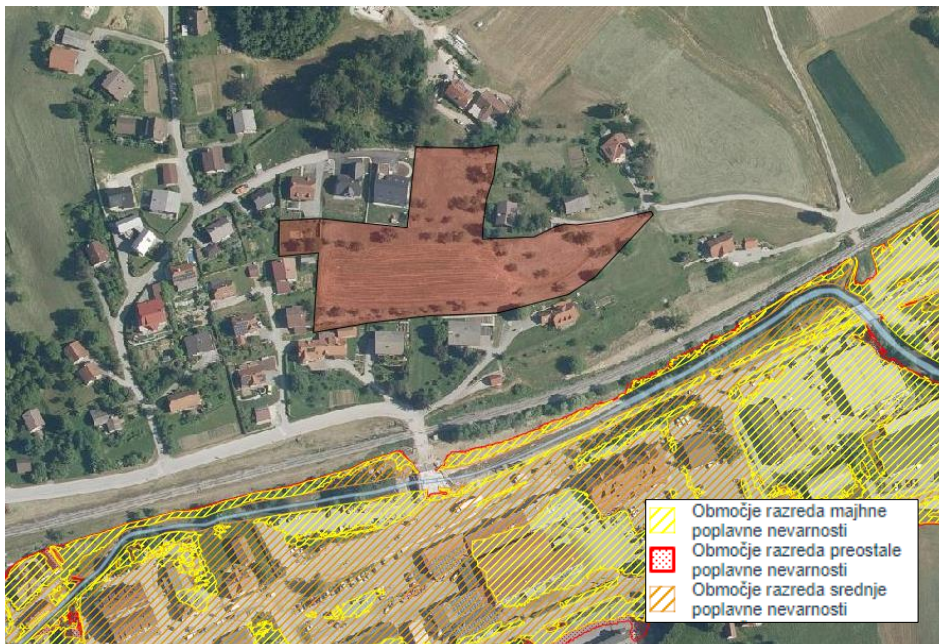 Območje razreda majhne
poplavne nevarnosti
Območje razreda preostale
poplavne nevarnosti
Območje razreda srednje
poplavne nevarnosti